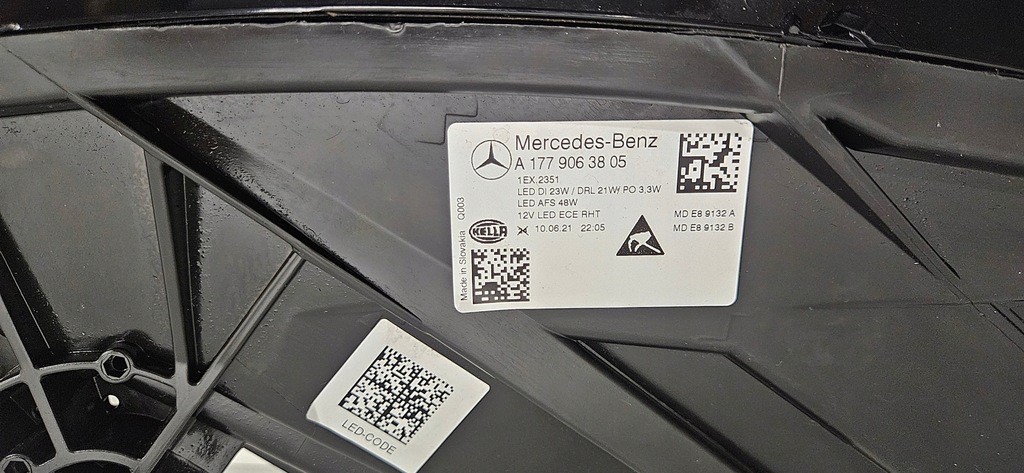 Mercedes-Benz
A 177 906 38 05
1EX.2351
LED DI 23W / DRL 21W/ PO 3,3W
LED AFS 48W
12V LED ECE RHT
10.06.21 22:05
MD E8 9132 A
MD E8 9132 B
HELLA
Made in Slovakia Q003
LED-CODE